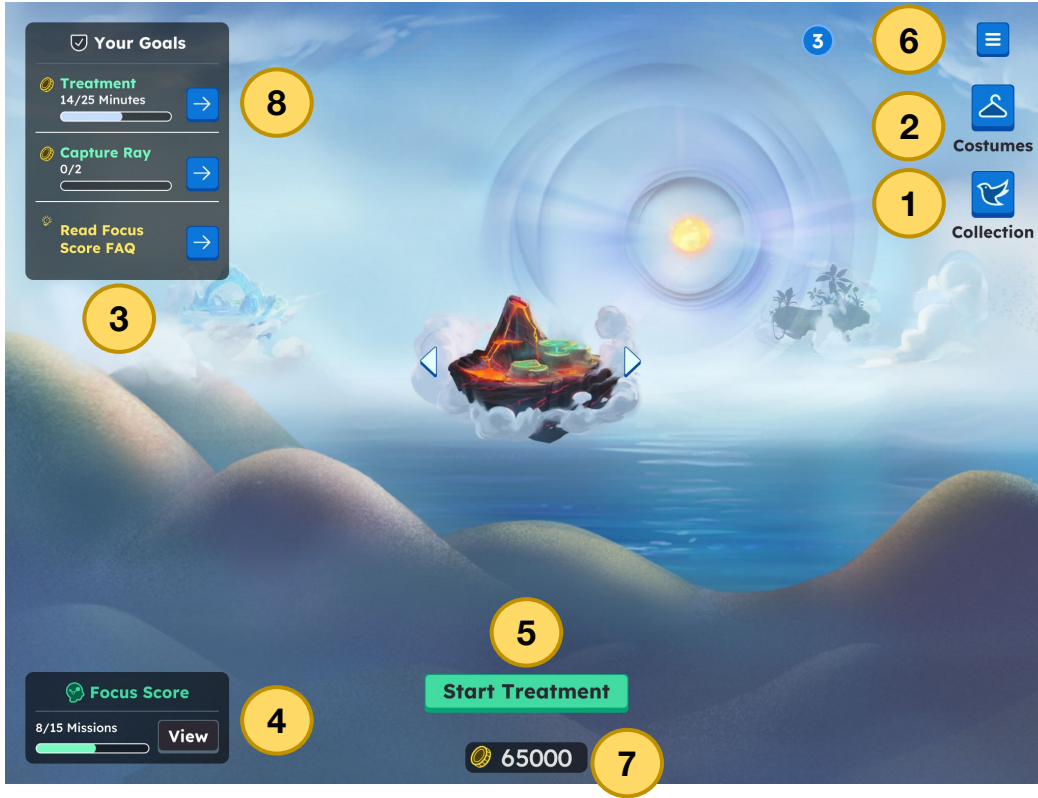 Your Goals
Treatment
14/25 Minutes
8
Capture Ray
0/2
Read Focus
Score FAQ
3
3
6
2
Costumes
1
Collection
5
Start Treatment
Focus Score
8/15 Missions
View
4
65000
7